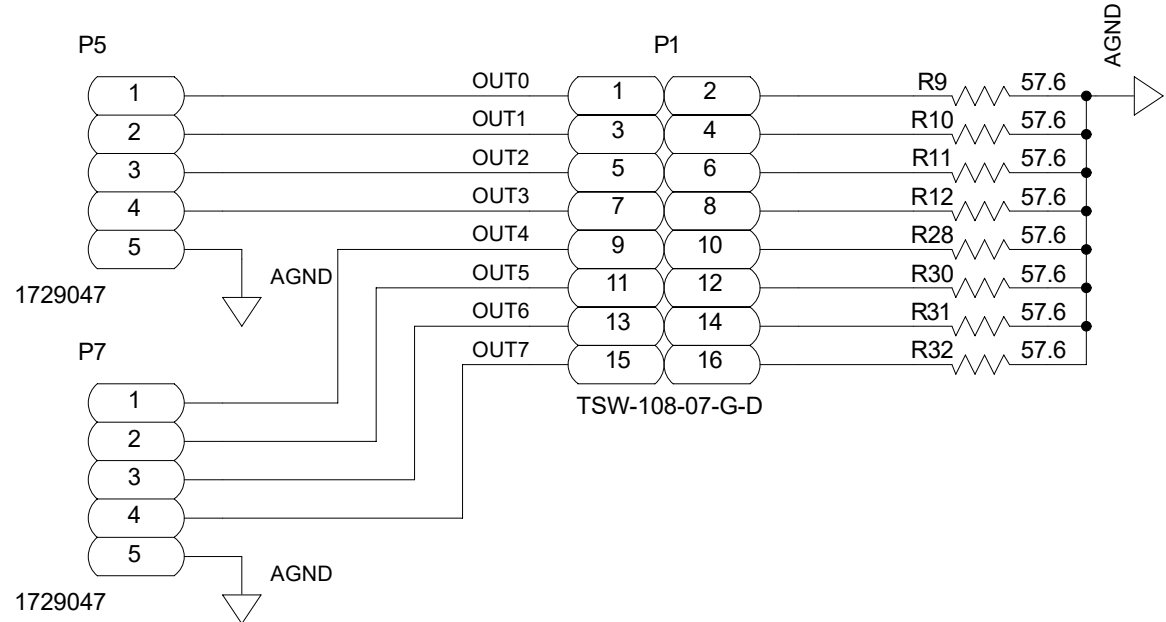 AGND
P5 P1
1 OUT0 1 2 R9 57.6
2 OUT1 3 4 R10 57.6
3 OUT2 5 6 R11 57.6
4 OUT3 7 8 R12 57.6
5 OUT4 9 10 R28 57.6
AGND OUT5 11 12 R30 57.6
1729047
OUT6 13 14 R31 57.6
P7 OUT7 15 16 R32 57.6
1 TSW-108-07-G-D
2
3
4
5
AGND
1729047